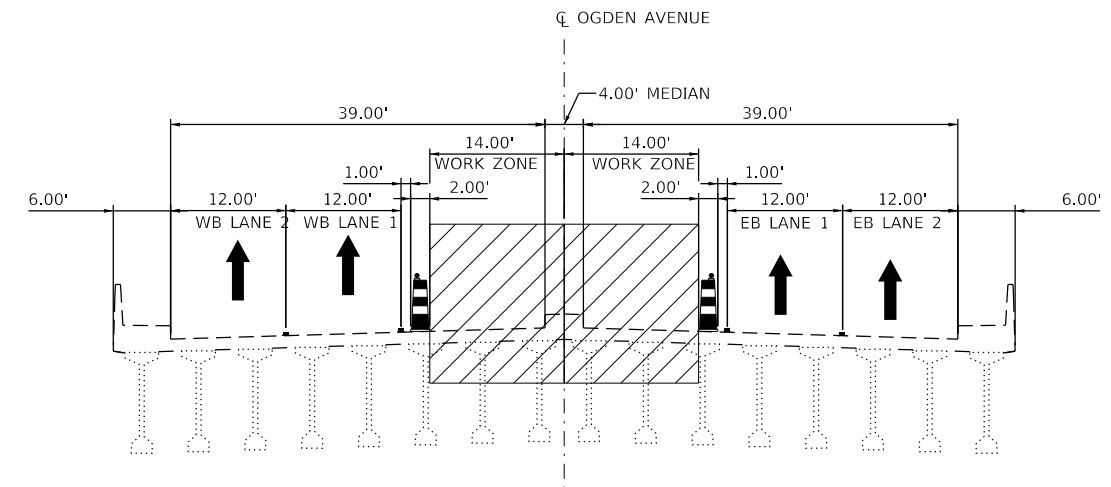 ℄ OGDEN AVENUE
4.00' MEDIAN
39.00' 39.00'
14.00' 14.00'
WORK ZONE WORK ZONE
1.00' 1.00'
6.00' 12.00' 12.00' 2.00' 2.00' 12.00' 12.00' 6.00'
WB LANE 2 WB LANE 1 EB LANE 1 EB LANE 2